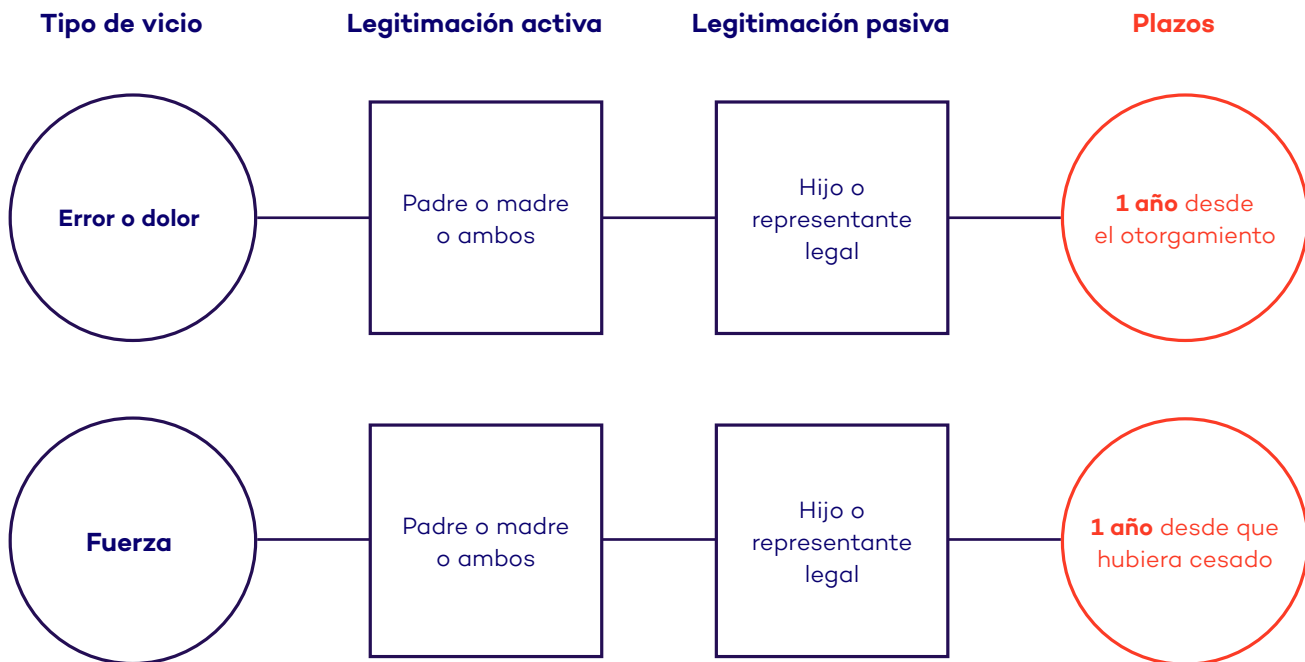 Tipo de vicio
Legitimación activa
Legitimación pasiva
Plazos
Error o dolor
Padre o madre
o ambos
Hijo o
representante
legal
1 año desde
el otorgamiento
Fuerza
Padre o madre
o ambos
Hijo o
representante
legal
1 año desde que
hubiera cesado